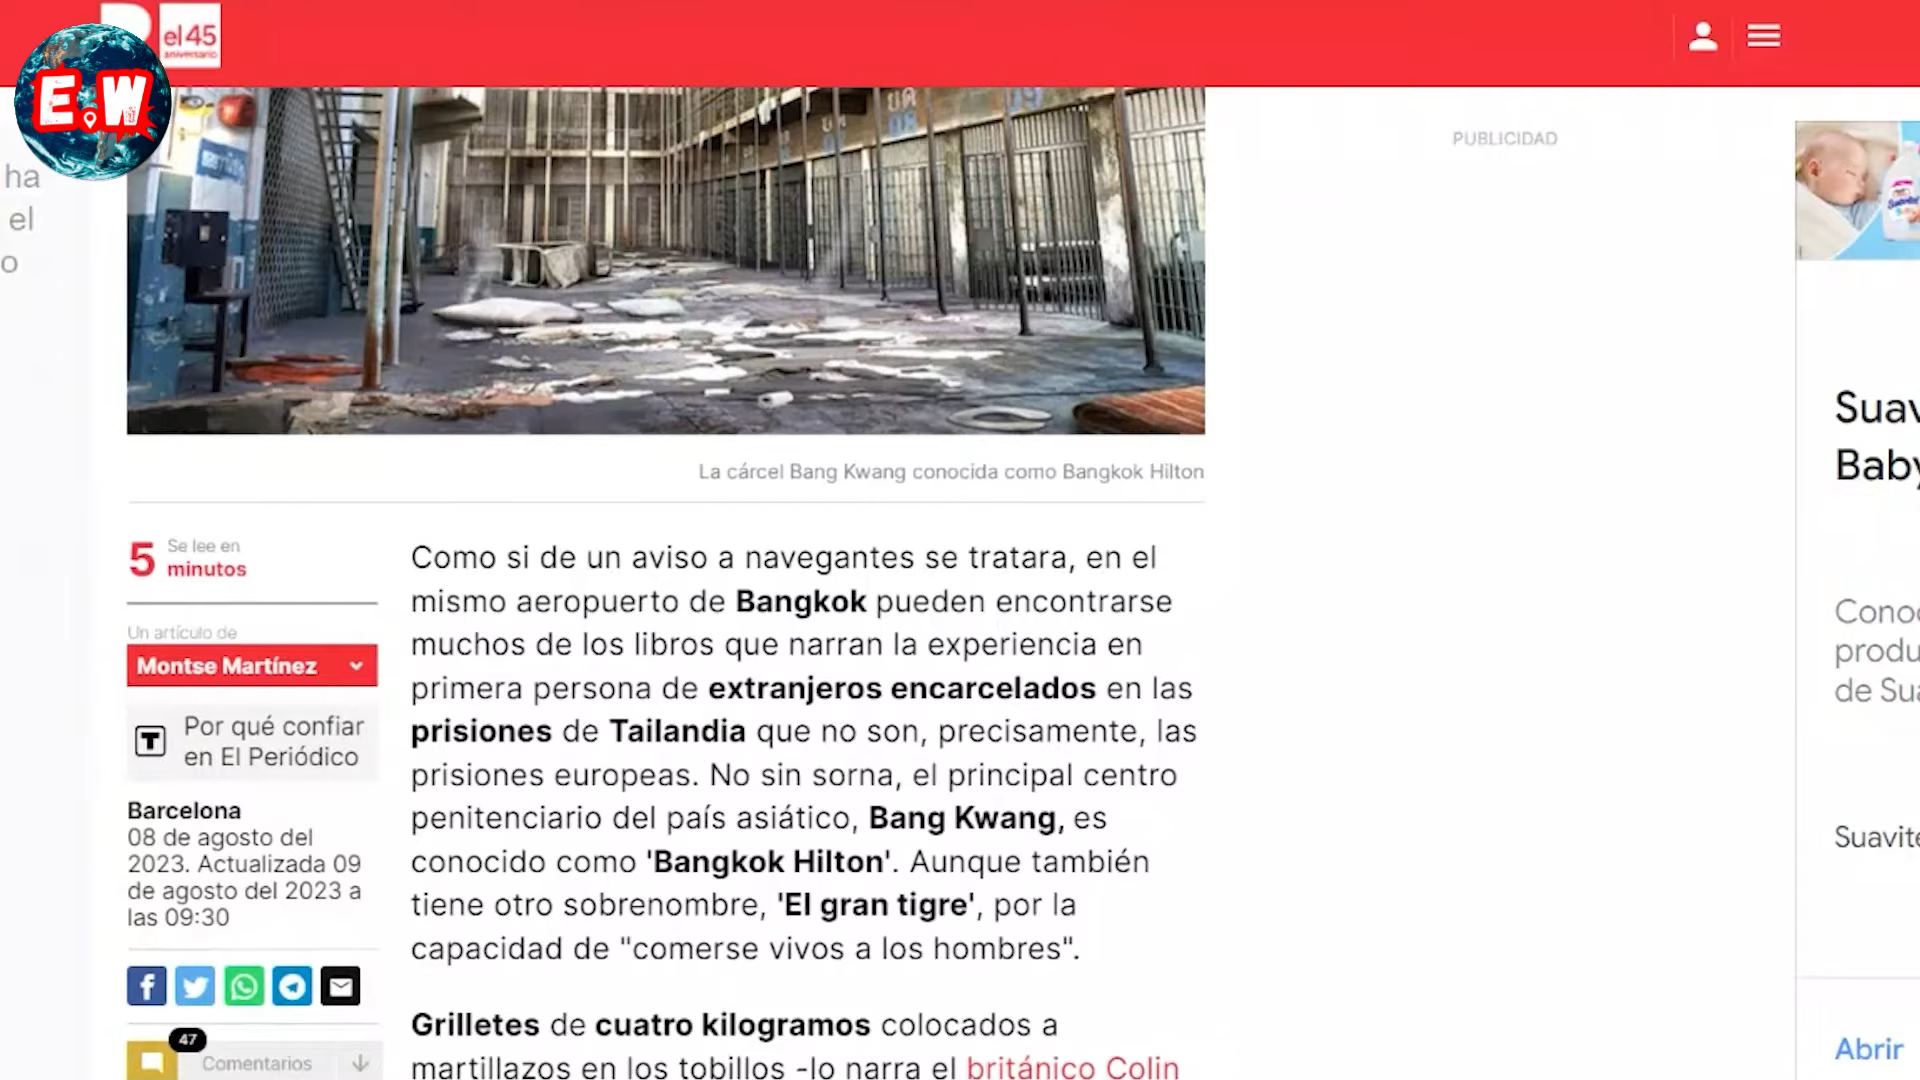 el 45
aniversario
E.W
ha
el
o
PUBLICIDAD
La cárcel Bang Kwang conocida como Bangkok Hilton
5 Se lee en
minutos
Un artículo de
Montse Martínez
T Por qué confiar
en El Periódico
Barcelona
08 de agosto del
2023. Actualizada 09
de agosto del 2023 a
las 09:30
47
Comentarios
Como si de un aviso a navegantes se tratara, en el
mismo aeropuerto de Bangkok pueden encontrarse
muchos de los libros que narran la experiencia en
primera persona de extranjeros encarcelados en las
prisiones de Tailandia que no son, precisamente, las
prisiones europeas. No sin sorna, el principal centro
penitenciario del país asiático, Bang Kwang, es
conocido como 'Bangkok Hilton'. Aunque también
tiene otro sobrenombre, 'El gran tigre', por la
capacidad de "comerse vivos a los hombres".
Grilletes de cuatro kilogramos colocados a
martillazos en los tobillos -lo narra el británico Colin
Suav
Baby
Conoc
produ
de Sua
Suavite
Abrir